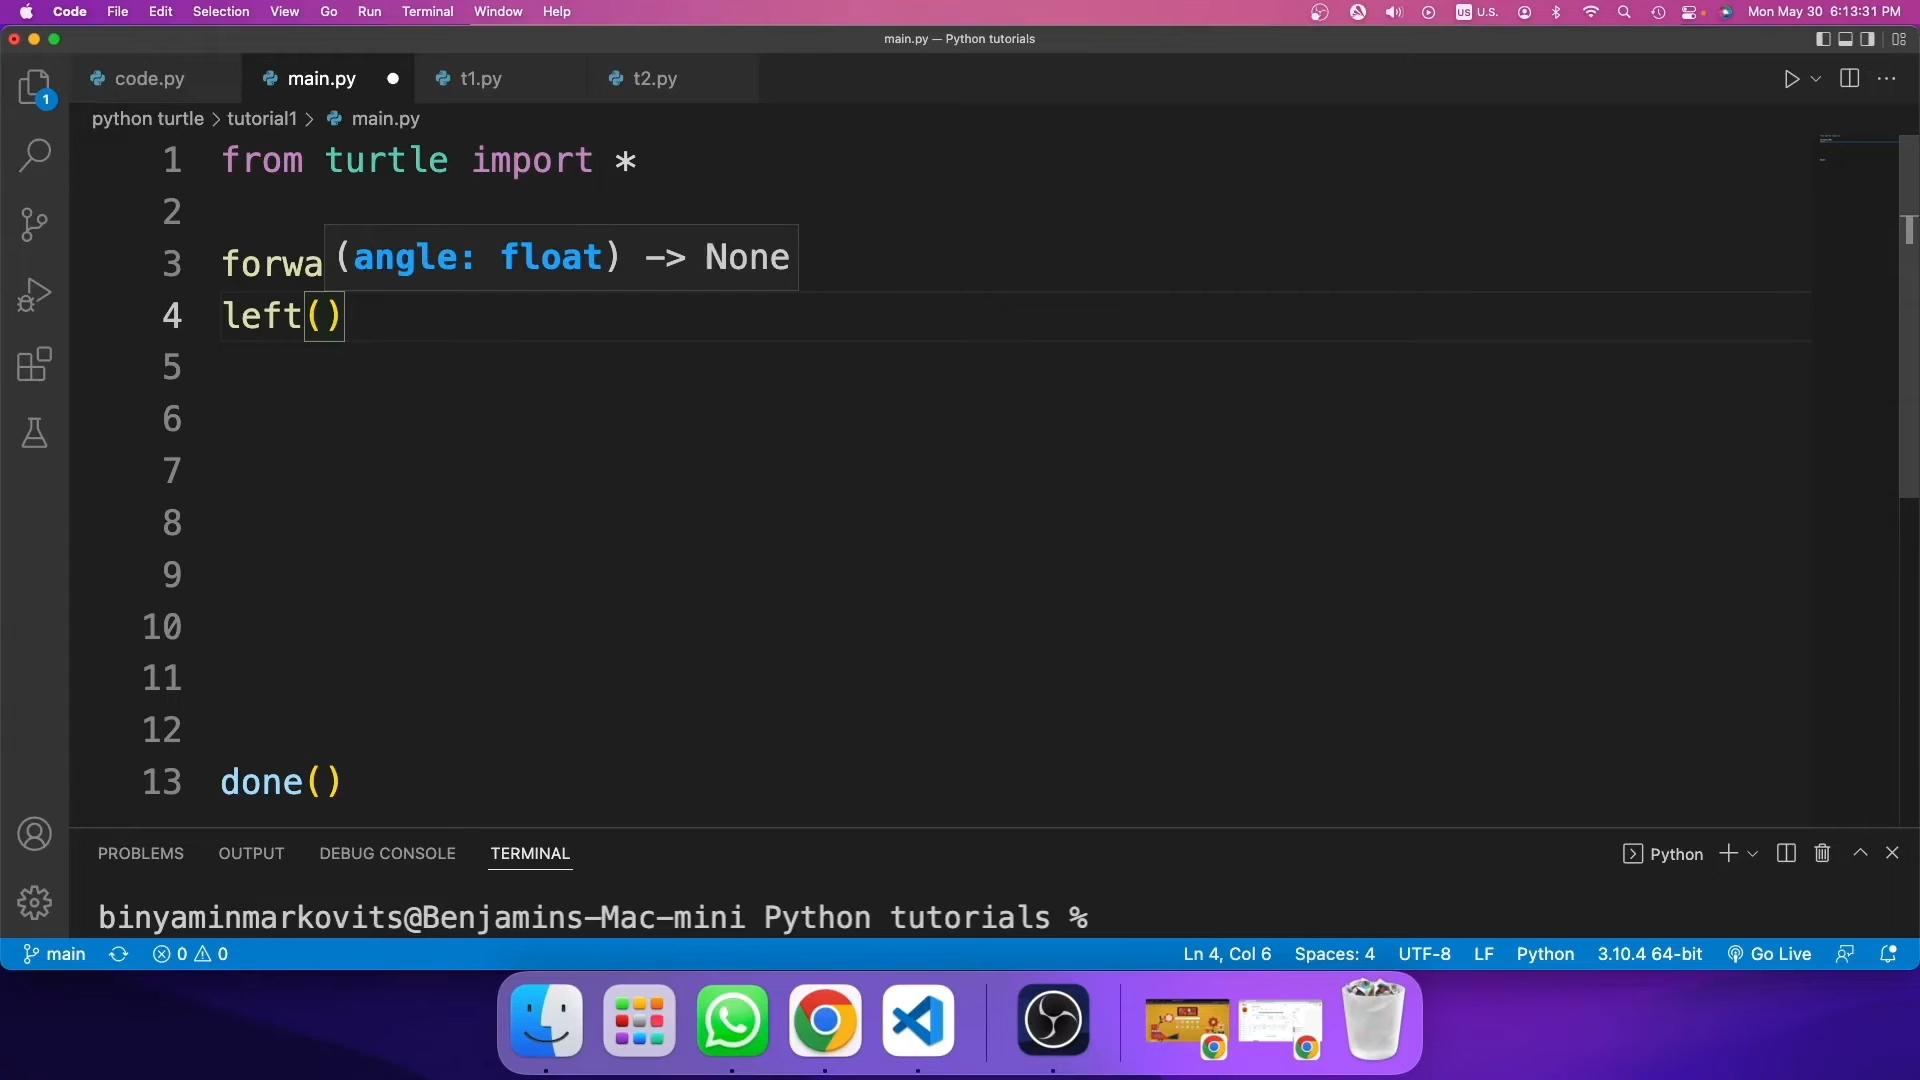 Code File Edit Selection View Go Run Terminal Window Help US U.S. Mon May 30 6:13:31 PM
main.py — Python tutorials
code.py main.py t1.py t2.py
1
python turtle > tutorial1 > main.py
1 from turtle import *
2
3 forwa (angle: float) -> None
4 left()
5
6
7
8
9
10
11
12
13 done()
PROBLEMS OUTPUT DEBUG CONSOLE TERMINAL Python
binyaminmarkovits@Benjamins-Mac-mini Python tutorials %
main 0 0 Ln 4, Col 6 Spaces: 4 UTF-8 LF Python 3.10.4 64-bit Go Live